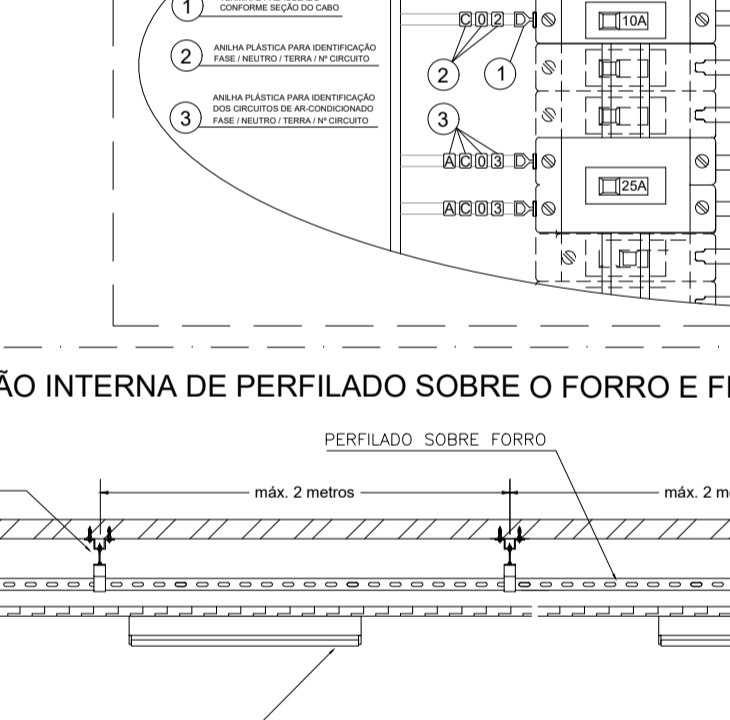 1
CONFORME SEÇÃO DO CABO
2
ANILHA PLÁSTICA PARA IDENTIFICAÇÃO
FASE / NEUTRO / TERRA / Nº CIRCUITO
3
ANILHA PLÁSTICA PARA IDENTIFICAÇÃO
DOS CIRCUITOS DE AR-CONDICIONADO
FASE / NEUTRO / TERRA / Nº CIRCUITO
C02
10A
2
1
3
AC03
25A
AC03
ÃO INTERNA DE PERFILADO SOBRE O FORRO E F
PERFILADO SOBRE FORRO
máx. 2 metros
máx. 2 m